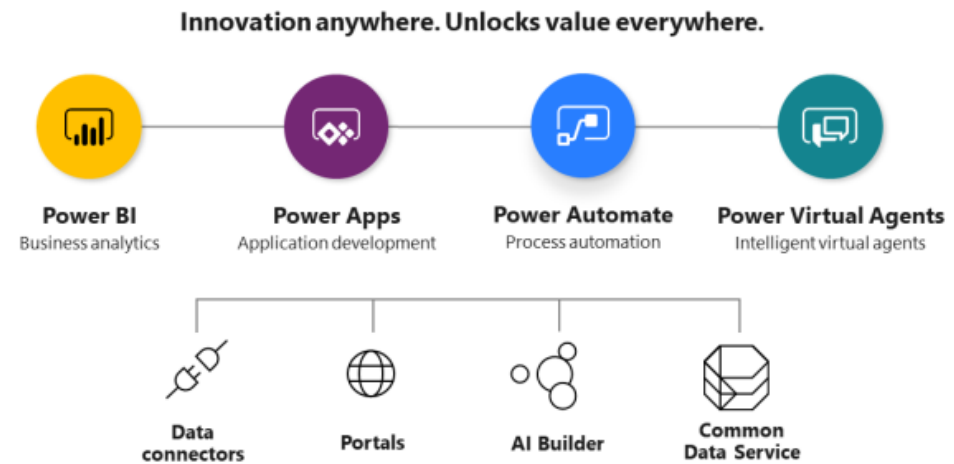 Innovation anywhere. Unlocks value everywhere.
Power BI
Business analytics
Power Apps
Application development
Power Automate
Process automation
Power Virtual Agents
Intelligent virtual agents
Data
connectors
Portals
AI Builder
Common
Data Service